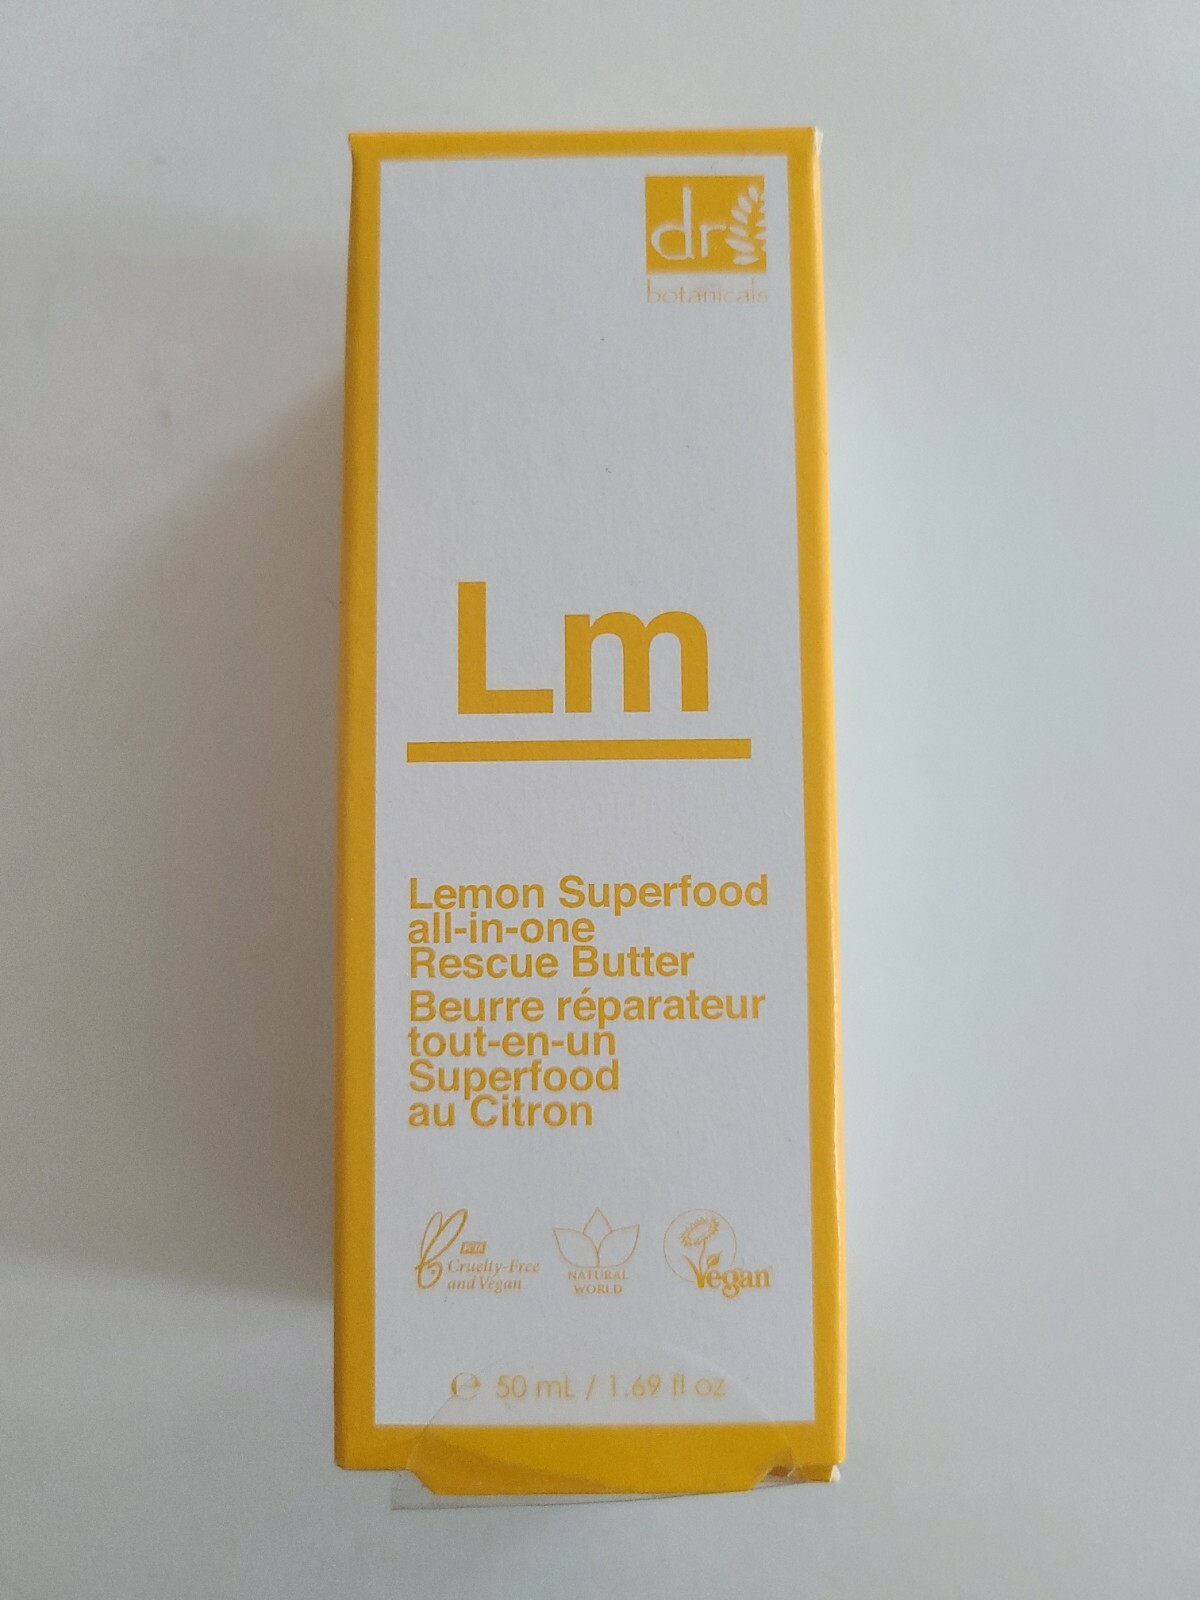 dr
botanicals
Lm
Lemon Superfood
all-in-one
Rescue Butter
Beurre réparateur
tout-en-un
Superfood
au Citron
PETA
Cruelty-Free
and Vegan
NATURAL
WORLD
Vegan
℮ 50 mL / 1.69 fl oz